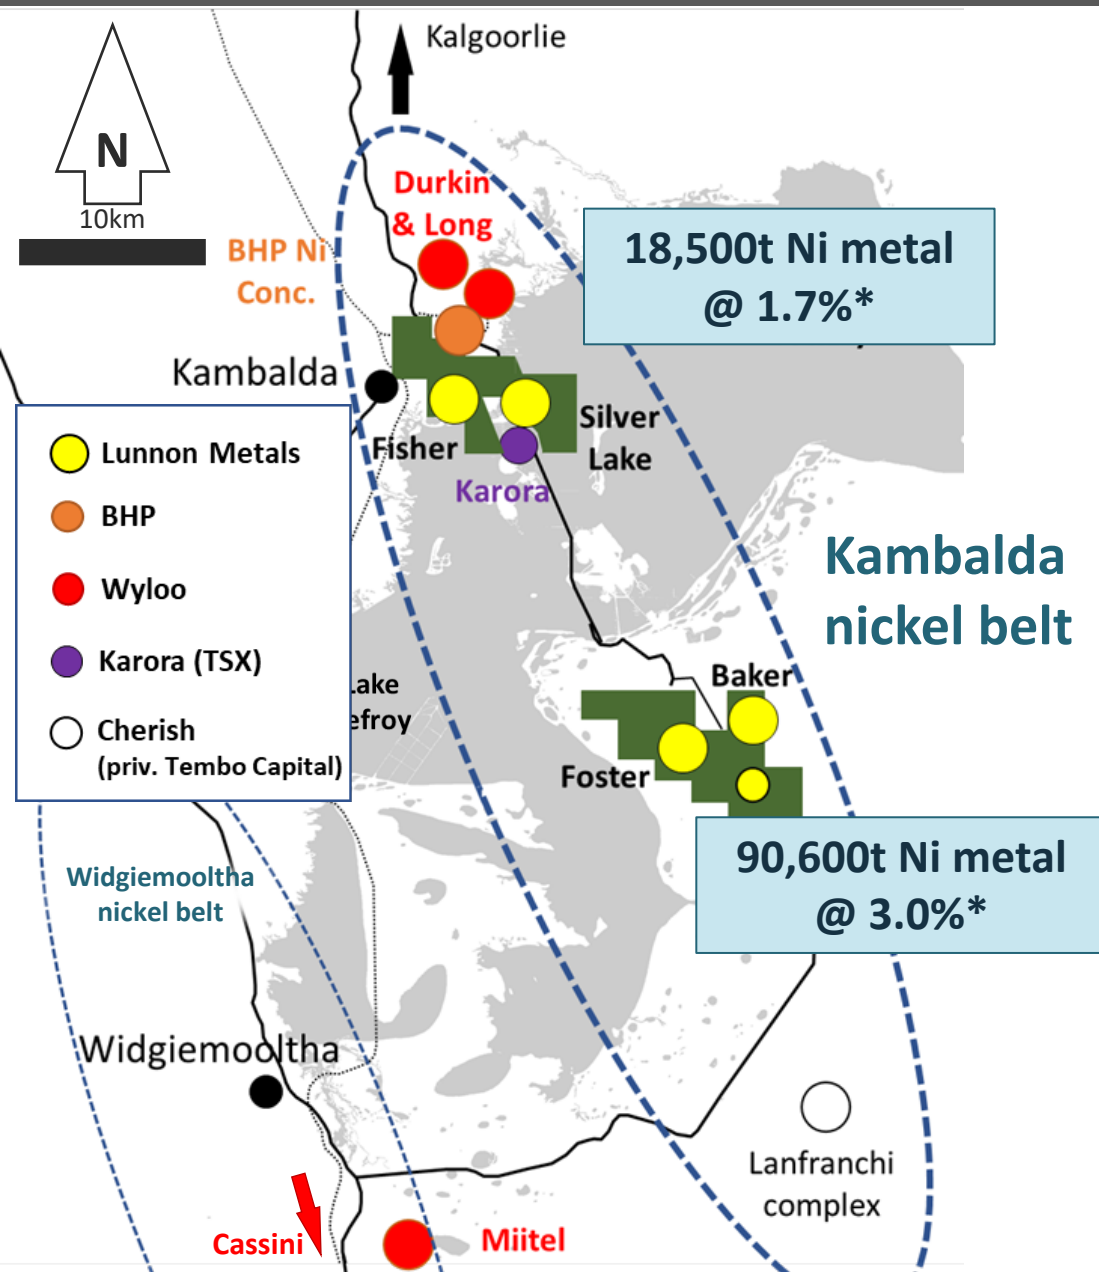 Kalgoorlie
N
10km
Durkin
& Long
BHP Ni
Conc.
18,500t Ni metal
@ 1.7%*
Kambalda
Fisher
Silver
Lake
Karora
Lunnon Metals
BHP
Wyloo
Karora (TSX)
Cherish
(priv. Tembo Capital)
Kambalda
nickel belt
Lake
efroy
Baker
Foster
90,600t Ni metal
@ 3.0%*
Widgiemooltha
nickel belt
Widgiemooltha
Lanfranchi
complex
Cassini
Miitel